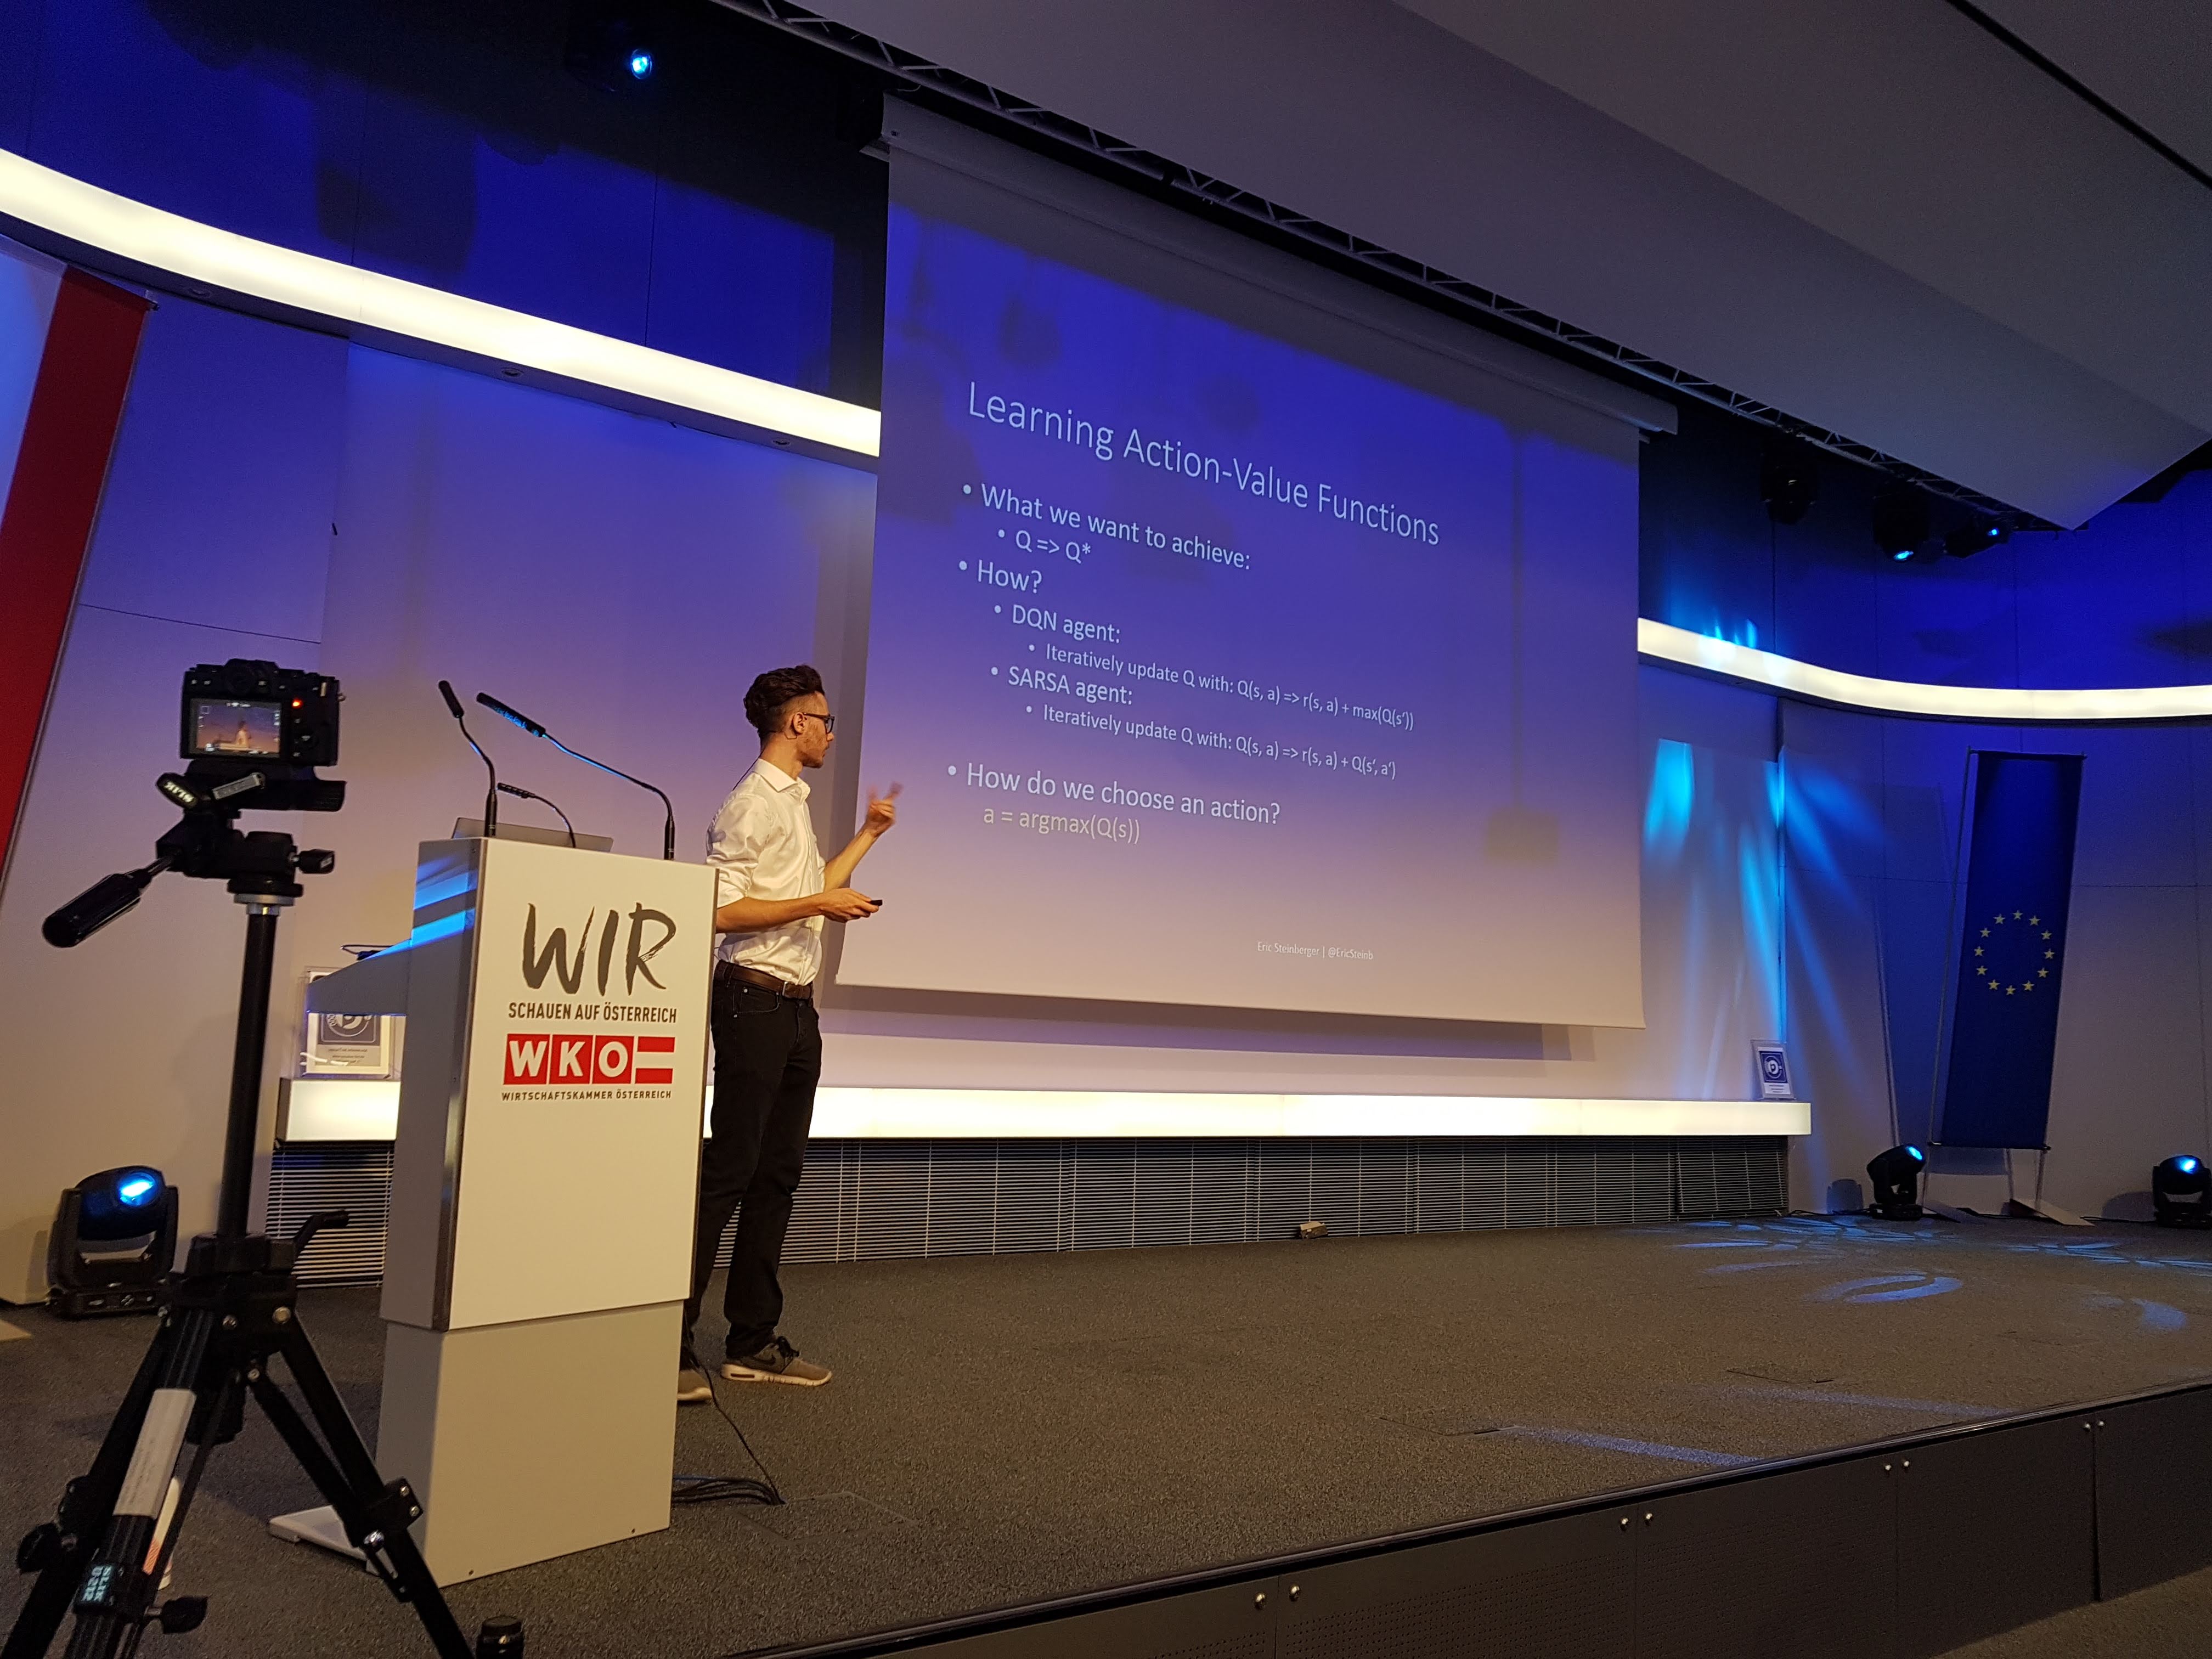 Learning Action-Value Functions
• What we want to achieve:
• Q => Q*
• How?
• DQN agent:
• Iteratively update Q with: Q(s, a) => r(s, a) + max(Q(s'))
• SARSA agent:
• Iteratively update Q with: Q(s, a) => r(s, a) + Q(s', a')
• How do we choose an action?
a = argmax(Q(s))
Eric Steinberger | @EricSteinb
WIR
SCHAUEN AUF ÖSTERREICH
WKO
WIRTSCHAFTSKAMMER ÖSTERREICH
SLIK